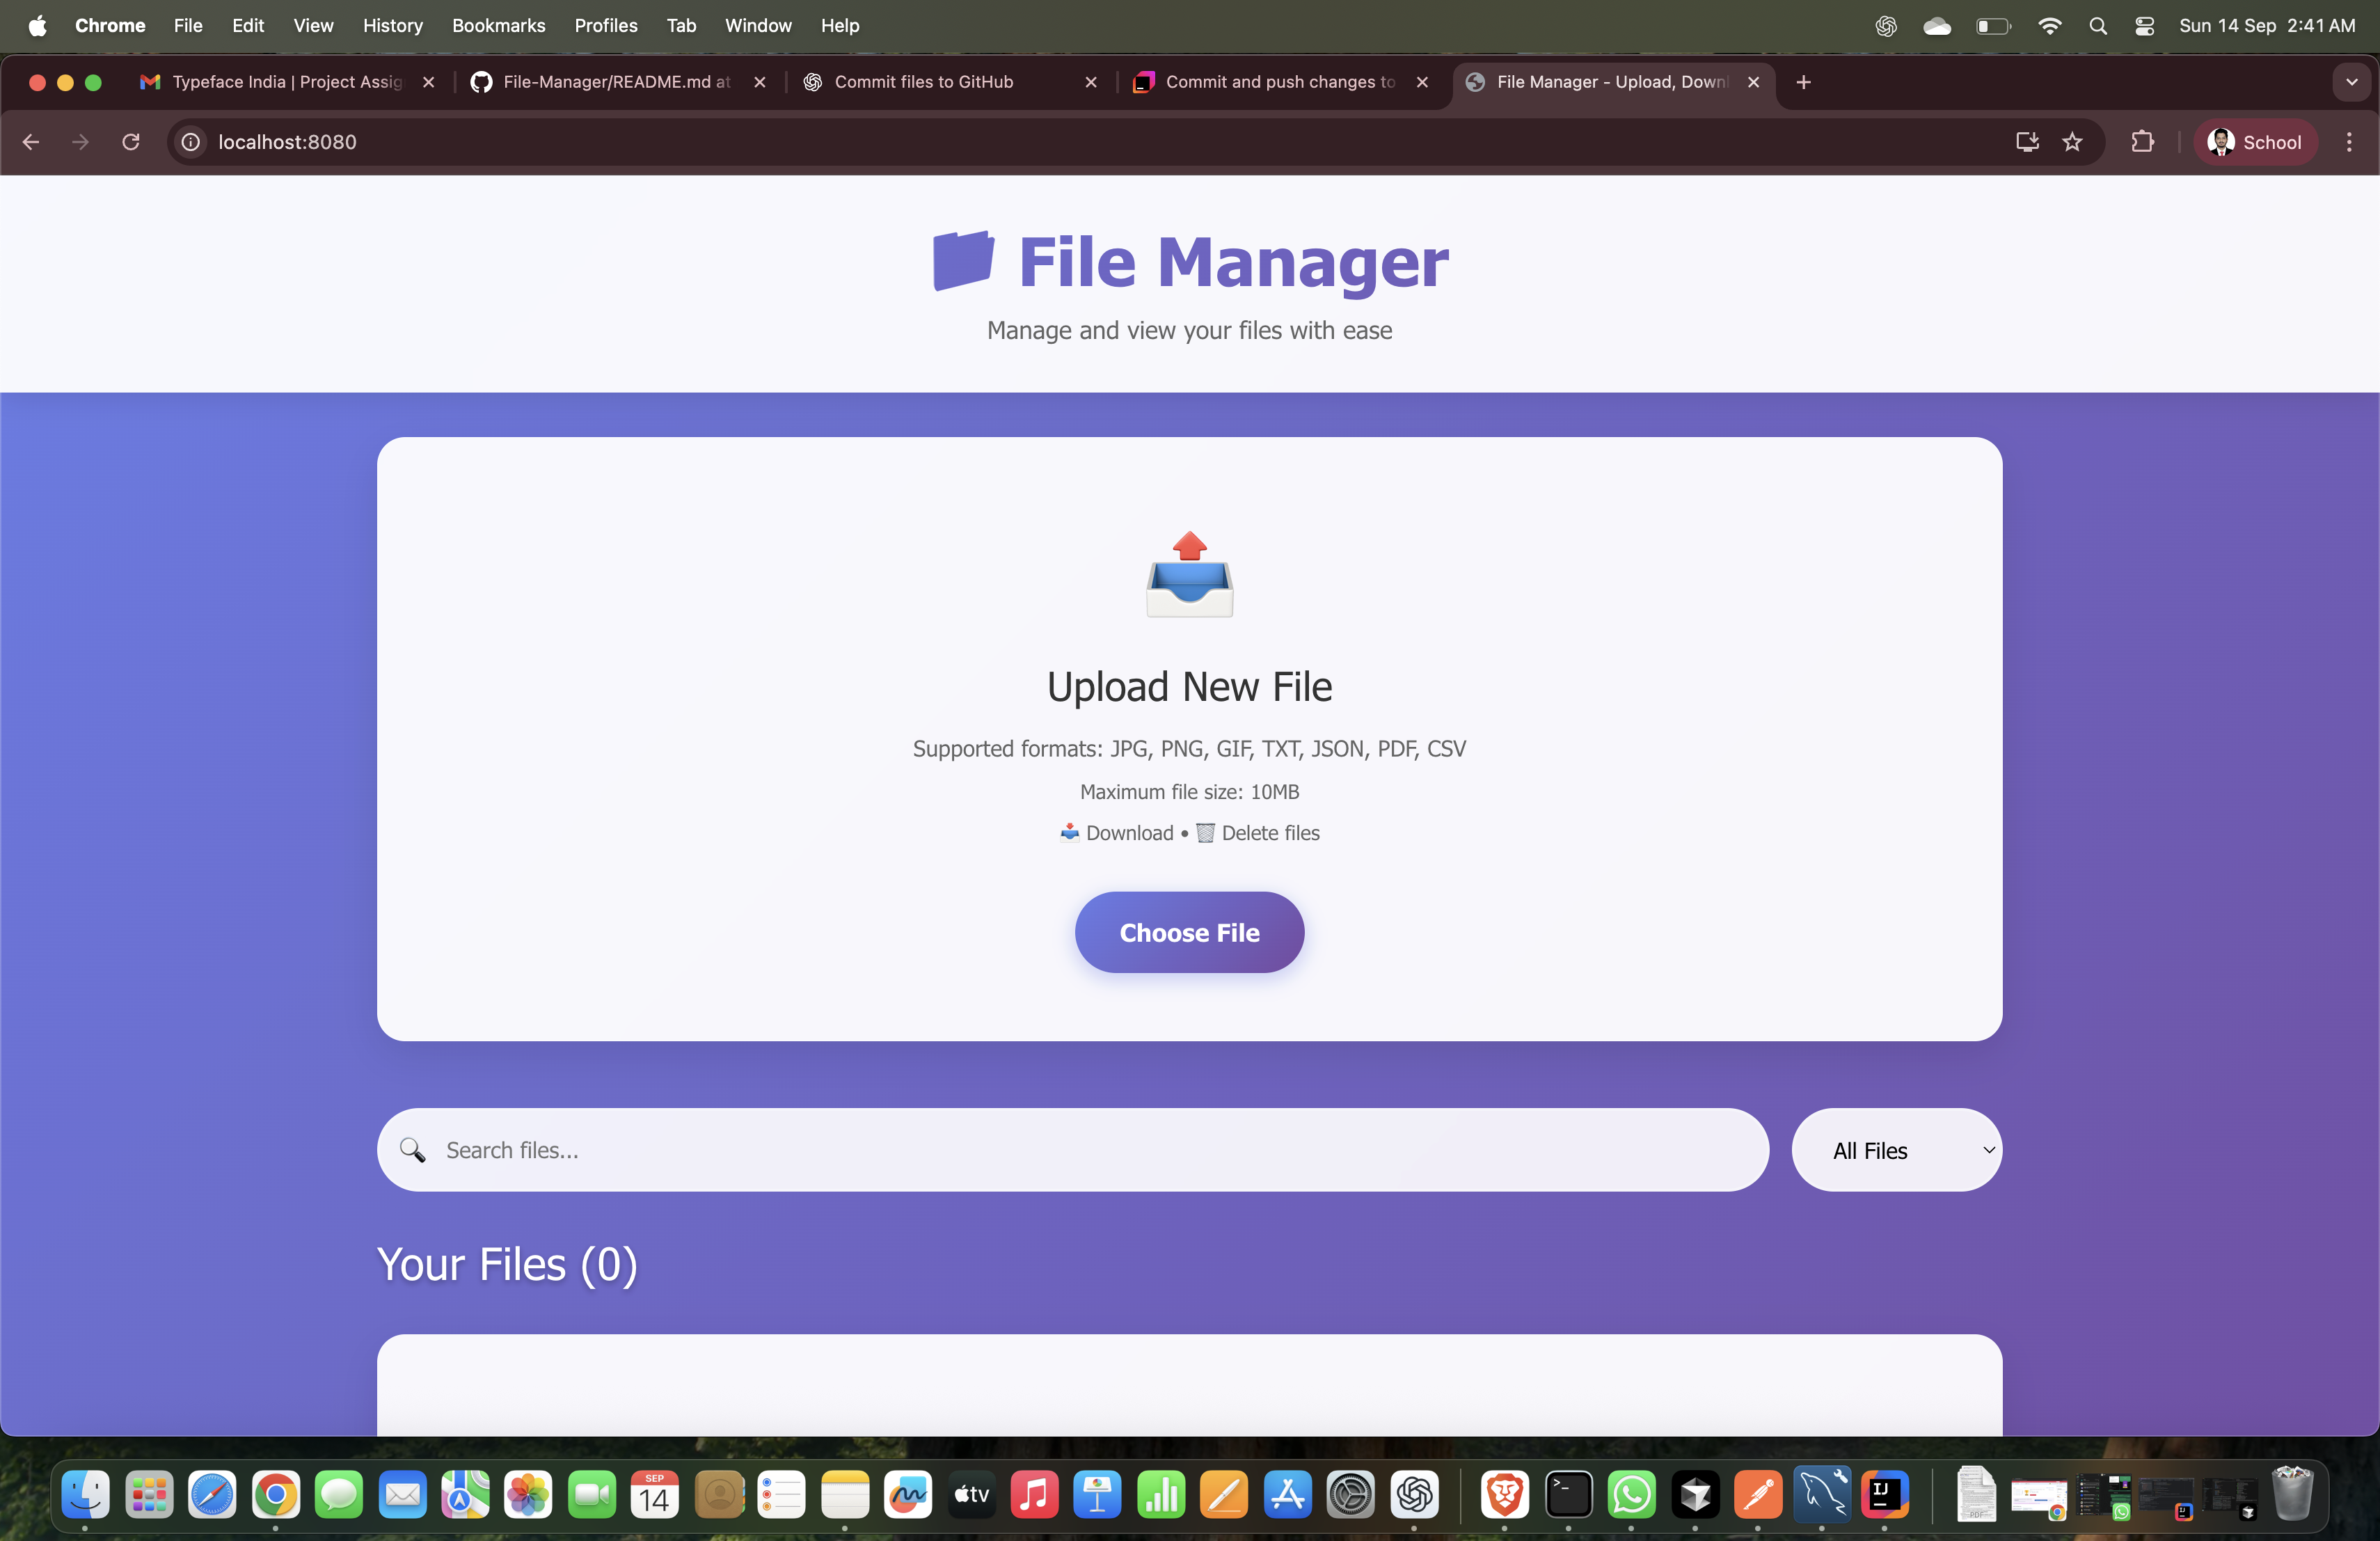 Chrome File Edit View History Bookmarks Profiles Tab Window Help
Sun 14 Sep 2:41 AM
Typeface India | Project Assig
File-Manager/README.md at
Commit files to GitHub
Commit and push changes to
File Manager - Upload, Downl
localhost:8080
School
File Manager
Manage and view your files with ease
Upload New File
Supported formats: JPG, PNG, GIF, TXT, JSON, PDF, CSV
Maximum file size: 10MB
Download • Delete files
Choose File
Search files...
All Files
Your Files (0)
SEP
14
tv
>_
IJ
PDF